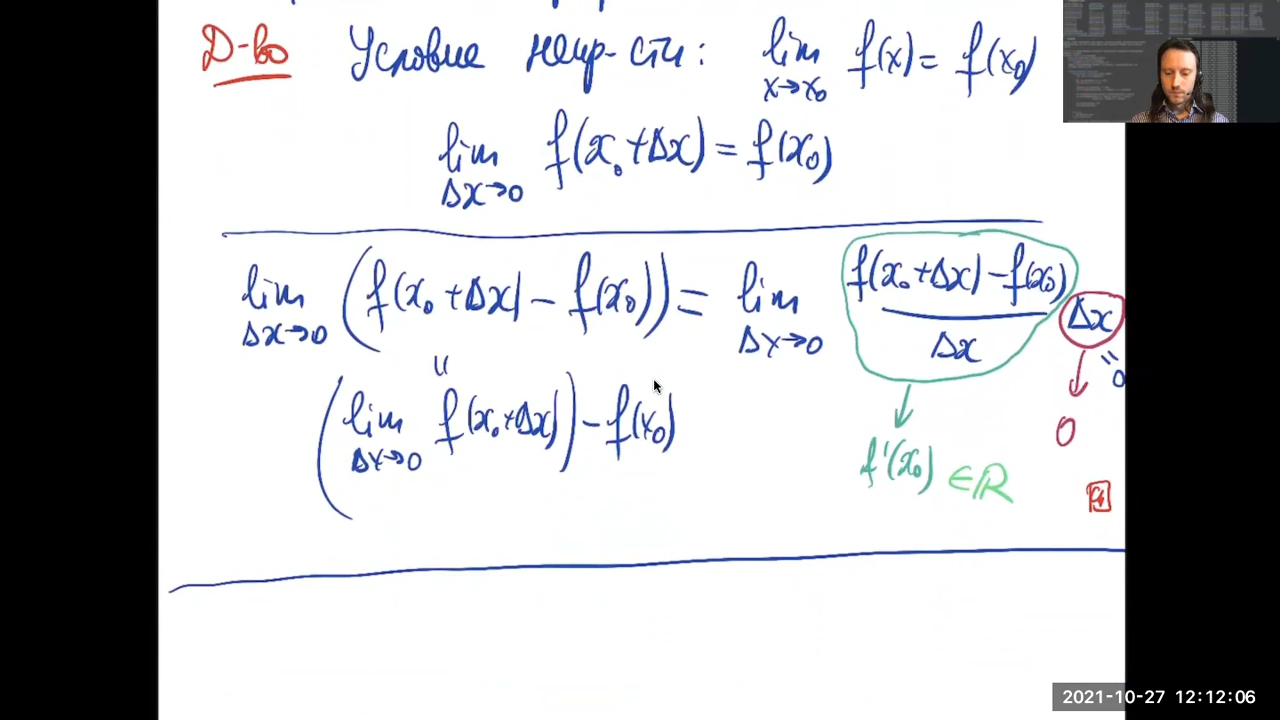 Д-во Условие непр-сти: lim f(x) = f(x₀)
x→x₀
lim f(x₀+Δx) = f(x₀)
Δx→0
lim (f(x₀+Δx) - f(x₀)) = lim f(x₀+Δx) - f(x₀) / Δx Δx
Δx→0 Δx→0 = 0
(lim f(x₀+Δx)) - f(x₀) 0
Δx→0
f'(x₀) ∈ ℝ
2021-10-27 12:12:06